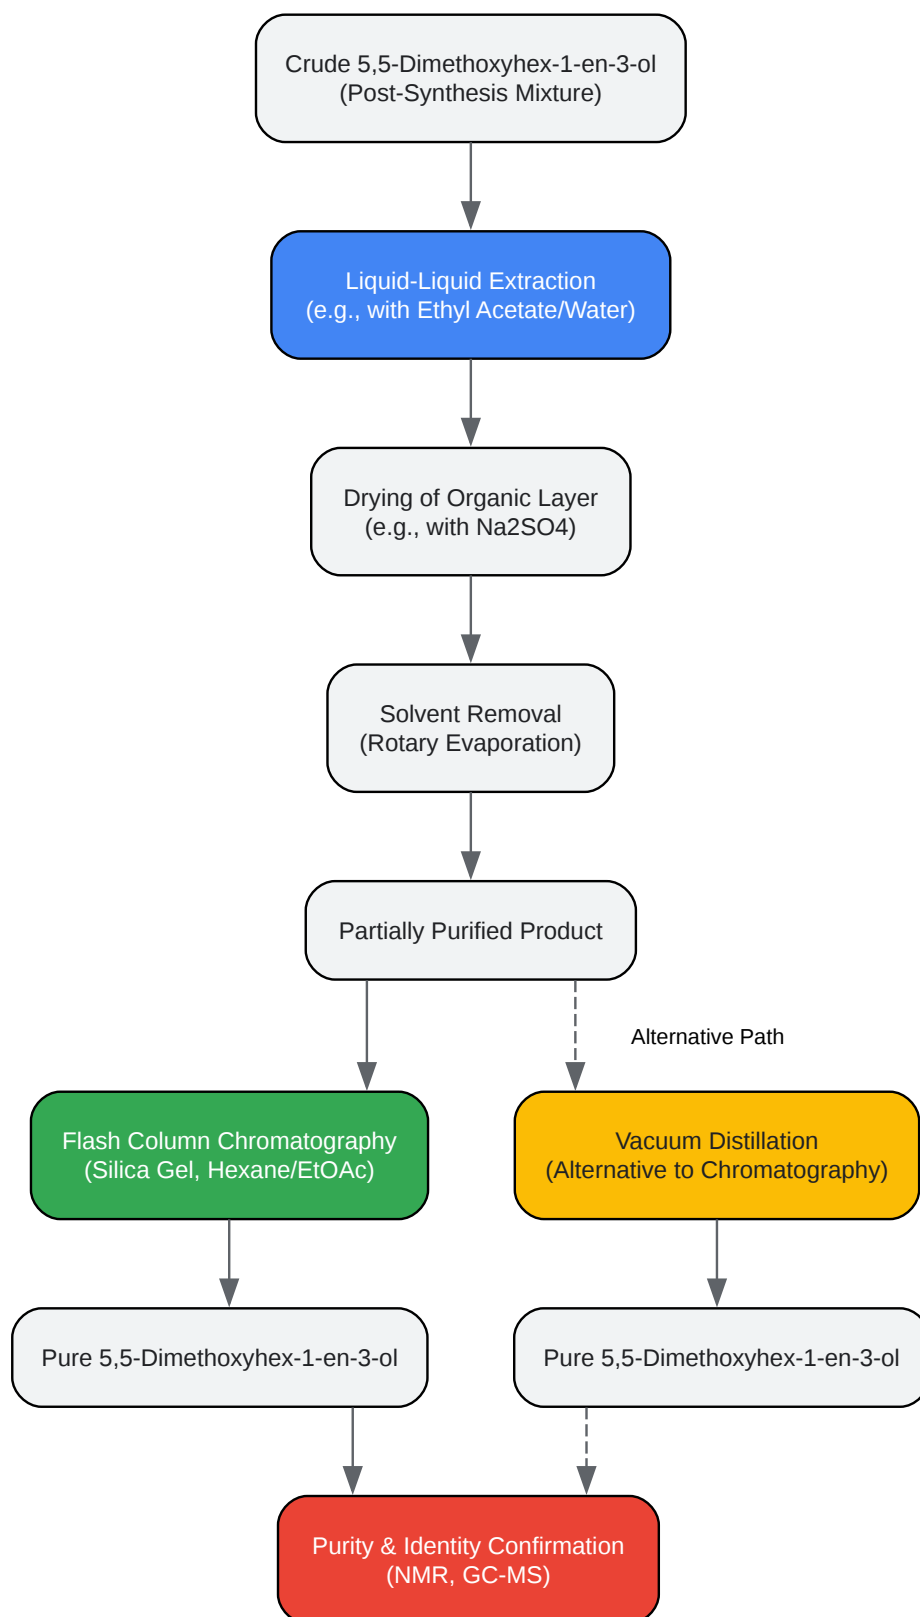 Crude 5,5-Dimethoxyhex-1-en-3-ol
(Post-Synthesis Mixture)
Liquid-Liquid Extraction
(e.g., with Ethyl Acetate/Water)
Drying of Organic Layer
(e.g., with Na2SO4)
Solvent Removal
(Rotary Evaporation)
Partially Purified Product
Alternative Path
Flash Column Chromatography
(Silica Gel, Hexane/EtOAc)
Vacuum Distillation
(Alternative to Chromatography)
Pure 5,5-Dimethoxyhex-1-en-3-ol
Pure 5,5-Dimethoxyhex-1-en-3-ol
Purity & Identity Confirmation
(NMR, GC-MS)